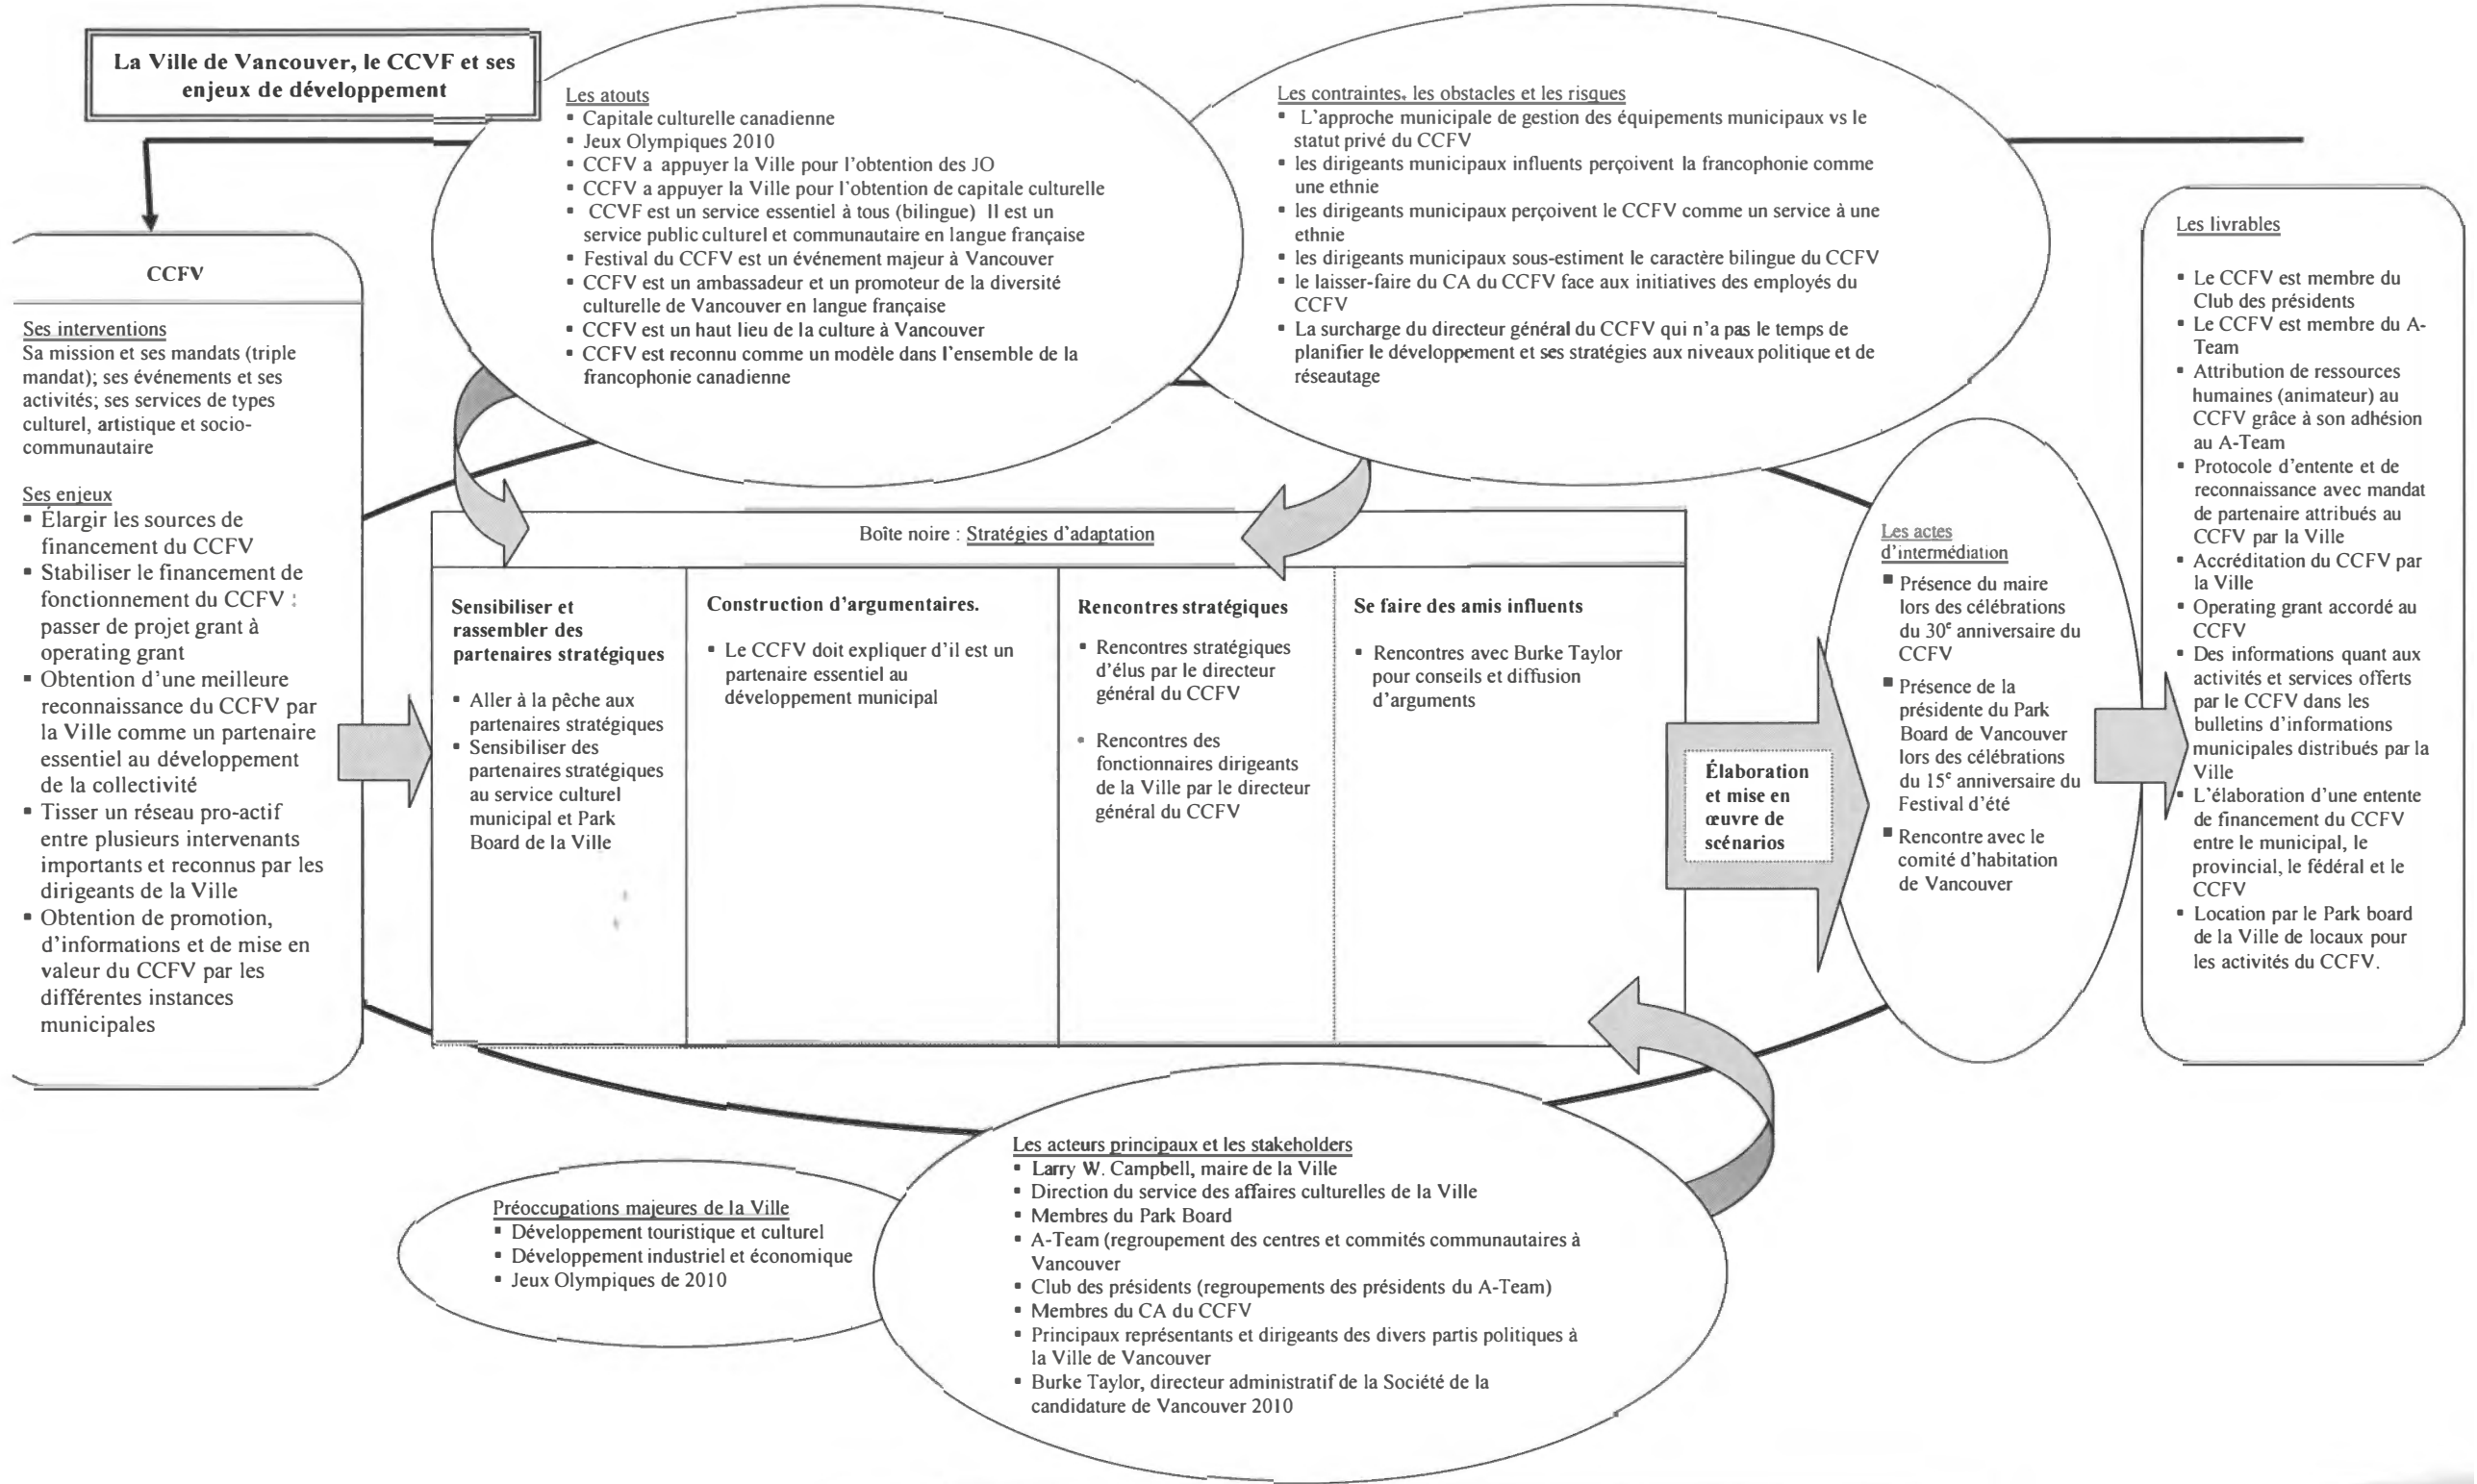 La Ville de Vancouver, le CCVF et ses
enjeux de développement
Les atouts
▪ Capitale culturelle canadienne
▪ Jeux Olympiques 2010
▪ CCFV a appuyer la Ville pour l'obtention des JO
▪ CCFV a appuyer la Ville pour l'obtention de capitale culturelle
▪ CCVF est un service essentiel à tous (bilingue) Il est un
service public culturel et communautaire en langue française
▪ Festival du CCFV est un événement majeur à Vancouver
▪ CCFV est un ambassadeur et un promoteur de la diversité
culturelle de Vancouver en langue française
▪ CCFV est un haut lieu de la culture à Vancouver
▪ CCFV est reconnu comme un modèle dans l'ensemble de la
francophonie canadienne
Les contraintes, les obstacles et les risques
▪ L'approche municipale de gestion des équipements municipaux vs le
statut privé du CCFV
▪ les dirigeants municipaux influents perçoivent la francophonie comme
une ethnie
▪ les dirigeants municipaux perçoivent le CCFV comme un service à une
ethnie
▪ les dirigeants municipaux sous-estiment le caractère bilingue du CCFV
▪ le laisser-faire du CA du CCFV face aux initiatives des employés du
CCFV
▪ La surcharge du directeur général du CCFV qui n'a pas le temps de
planifier le développement et ses stratégies aux niveaux politique et de
réseautage
CCFV
Ses interventions
Sa mission et ses mandats (triple
mandat); ses événements et ses
activités; ses services de types
culturel, artistique et socio-
communautaire
Ses enjeux
▪ Élargir les sources de
financement du CCFV
▪ Stabiliser le financement de
fonctionnement du CCFV :
passer de projet grant à
operating grant
▪ Obtention d'une meilleure
reconnaissance du CCFV par
la Ville comme un partenaire
essentiel au développement
de la collectivité
▪ Tisser un réseau pro-actif
entre plusieurs intervenants
importants et reconnus par les
dirigeants de la Ville
▪ Obtention de promotion,
d'informations et de mise en
valeur du CCFV par les
différentes instances
municipales
Boîte noire : Stratégies d'adaptation
Sensibiliser et
rassembler des
partenaires stratégiques
▪ Aller à la pêche aux
partenaires stratégiques
▪ Sensibiliser des
partenaires stratégiques
au service culturel
municipal et Park
Board de la Ville
Construction d'argumentaires.
▪ Le CCFV doit expliquer d'il est un
partenaire essentiel au
développement municipal
Rencontres stratégiques
▪ Rencontres stratégiques
d'élus par le directeur
général du CCFV
▪ Rencontres des
fonctionnaires dirigeants
de la Ville par le directeur
général du CCFV
Se faire des amis influents
▪ Rencontres avec Burke Taylor
pour conseils et diffusion
d'arguments
Élaboration
et mise en
œuvre de
scénarios
Les actes
d'intermédiation
▪ Présence du maire
lors des célébrations
du 30e anniversaire du
CCFV
▪ Présence de la
présidente du Park
Board de Vancouver
lors des célébrations
du 15e anniversaire du
Festival d'été
▪ Rencontre avec le
comité d'habitation
de Vancouver
Les livrables
▪ Le CCFV est membre du
Club des présidents
▪ Le CCFV est membre du A-
Team
▪ Attribution de ressources
humaines (animateur) au
CCFV grâce à son adhésion
au A-Team
▪ Protocole d'entente et de
reconnaissance avec mandat
de partenaire attribués au
CCFV par la Ville
▪ Accréditation du CCFV par
la Ville
▪ Operating grant accordé au
CCFV
▪ Des informations quant aux
activités et services offerts
par le CCFV dans les
bulletins d'informations
municipales distribués par la
Ville
▪ L'élaboration d'une entente
de financement du CCFV
entre le municipal, le
provincial, le fédéral et le
CCFV
▪ Location par le Park board
de la Ville de locaux pour
les activités du CCFV.
Préoccupations majeures de la Ville
▪ Développement touristique et culturel
▪ Développement industriel et économique
▪ Jeux Olympiques de 2010
Les acteurs principaux et les stakeholders
▪ Larry W. Campbell, maire de la Ville
▪ Direction du service des affaires culturelles de la Ville
▪ Membres du Park Board
▪ A-Team (regroupement des centres et commités communautaires à
Vancouver
▪ Club des présidents (regroupements des présidents du A-Team)
▪ Membres du CA du CCFV
▪ Principaux représentants et dirigeants des divers partis politiques à
la Ville de Vancouver
▪ Burke Taylor, directeur administratif de la Société de la
candidature de Vancouver 2010